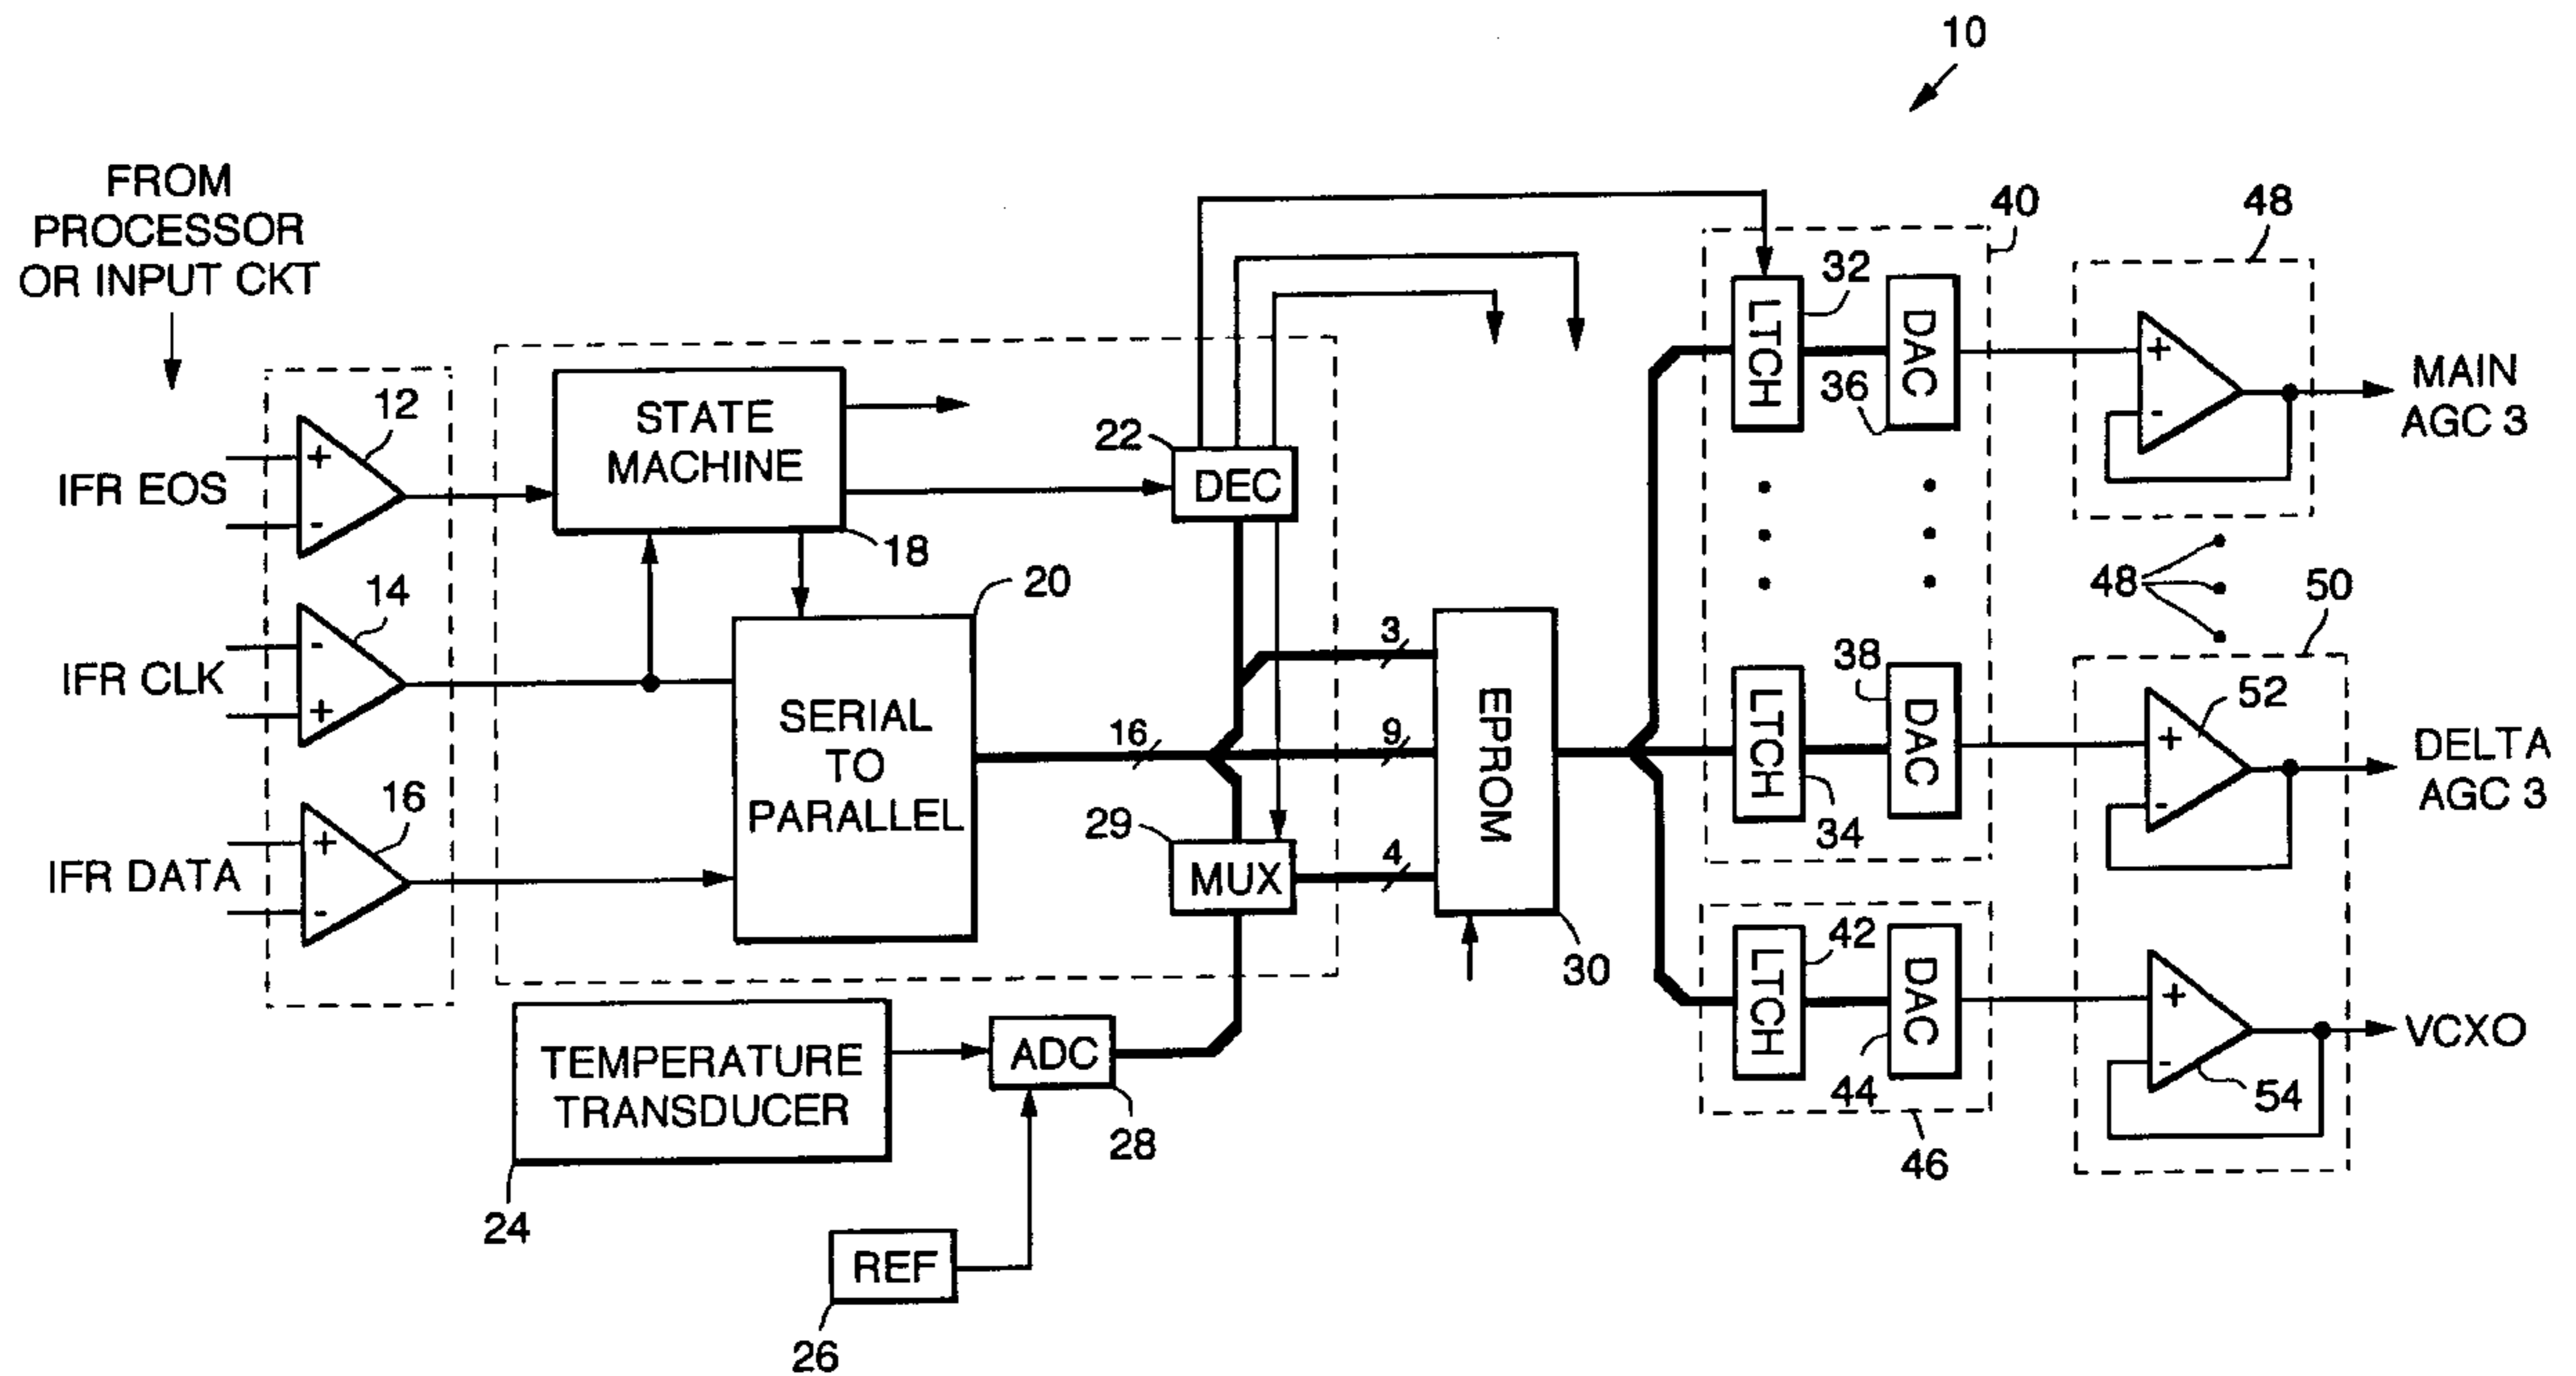 10
FROM
PROCESSOR
OR INPUT CKT
IFR EOS
+
-
12
IFR CLK
-
+
14
IFR DATA
+
-
16
STATE
MACHINE
18
SERIAL
TO
PARALLEL
20
22
DEC
16
3
9
4
29
MUX
TEMPERATURE
TRANSDUCER
24
ADC
28
REF
26
EPROM
30
40
LTCH
32
DAC
36
LTCH
34
38
DAC
LTCH
42
DAC
44
46
48
+
-
MAIN
AGC 3
48
50
+
-
52
DELTA
AGC 3
+
-
54
VCXO